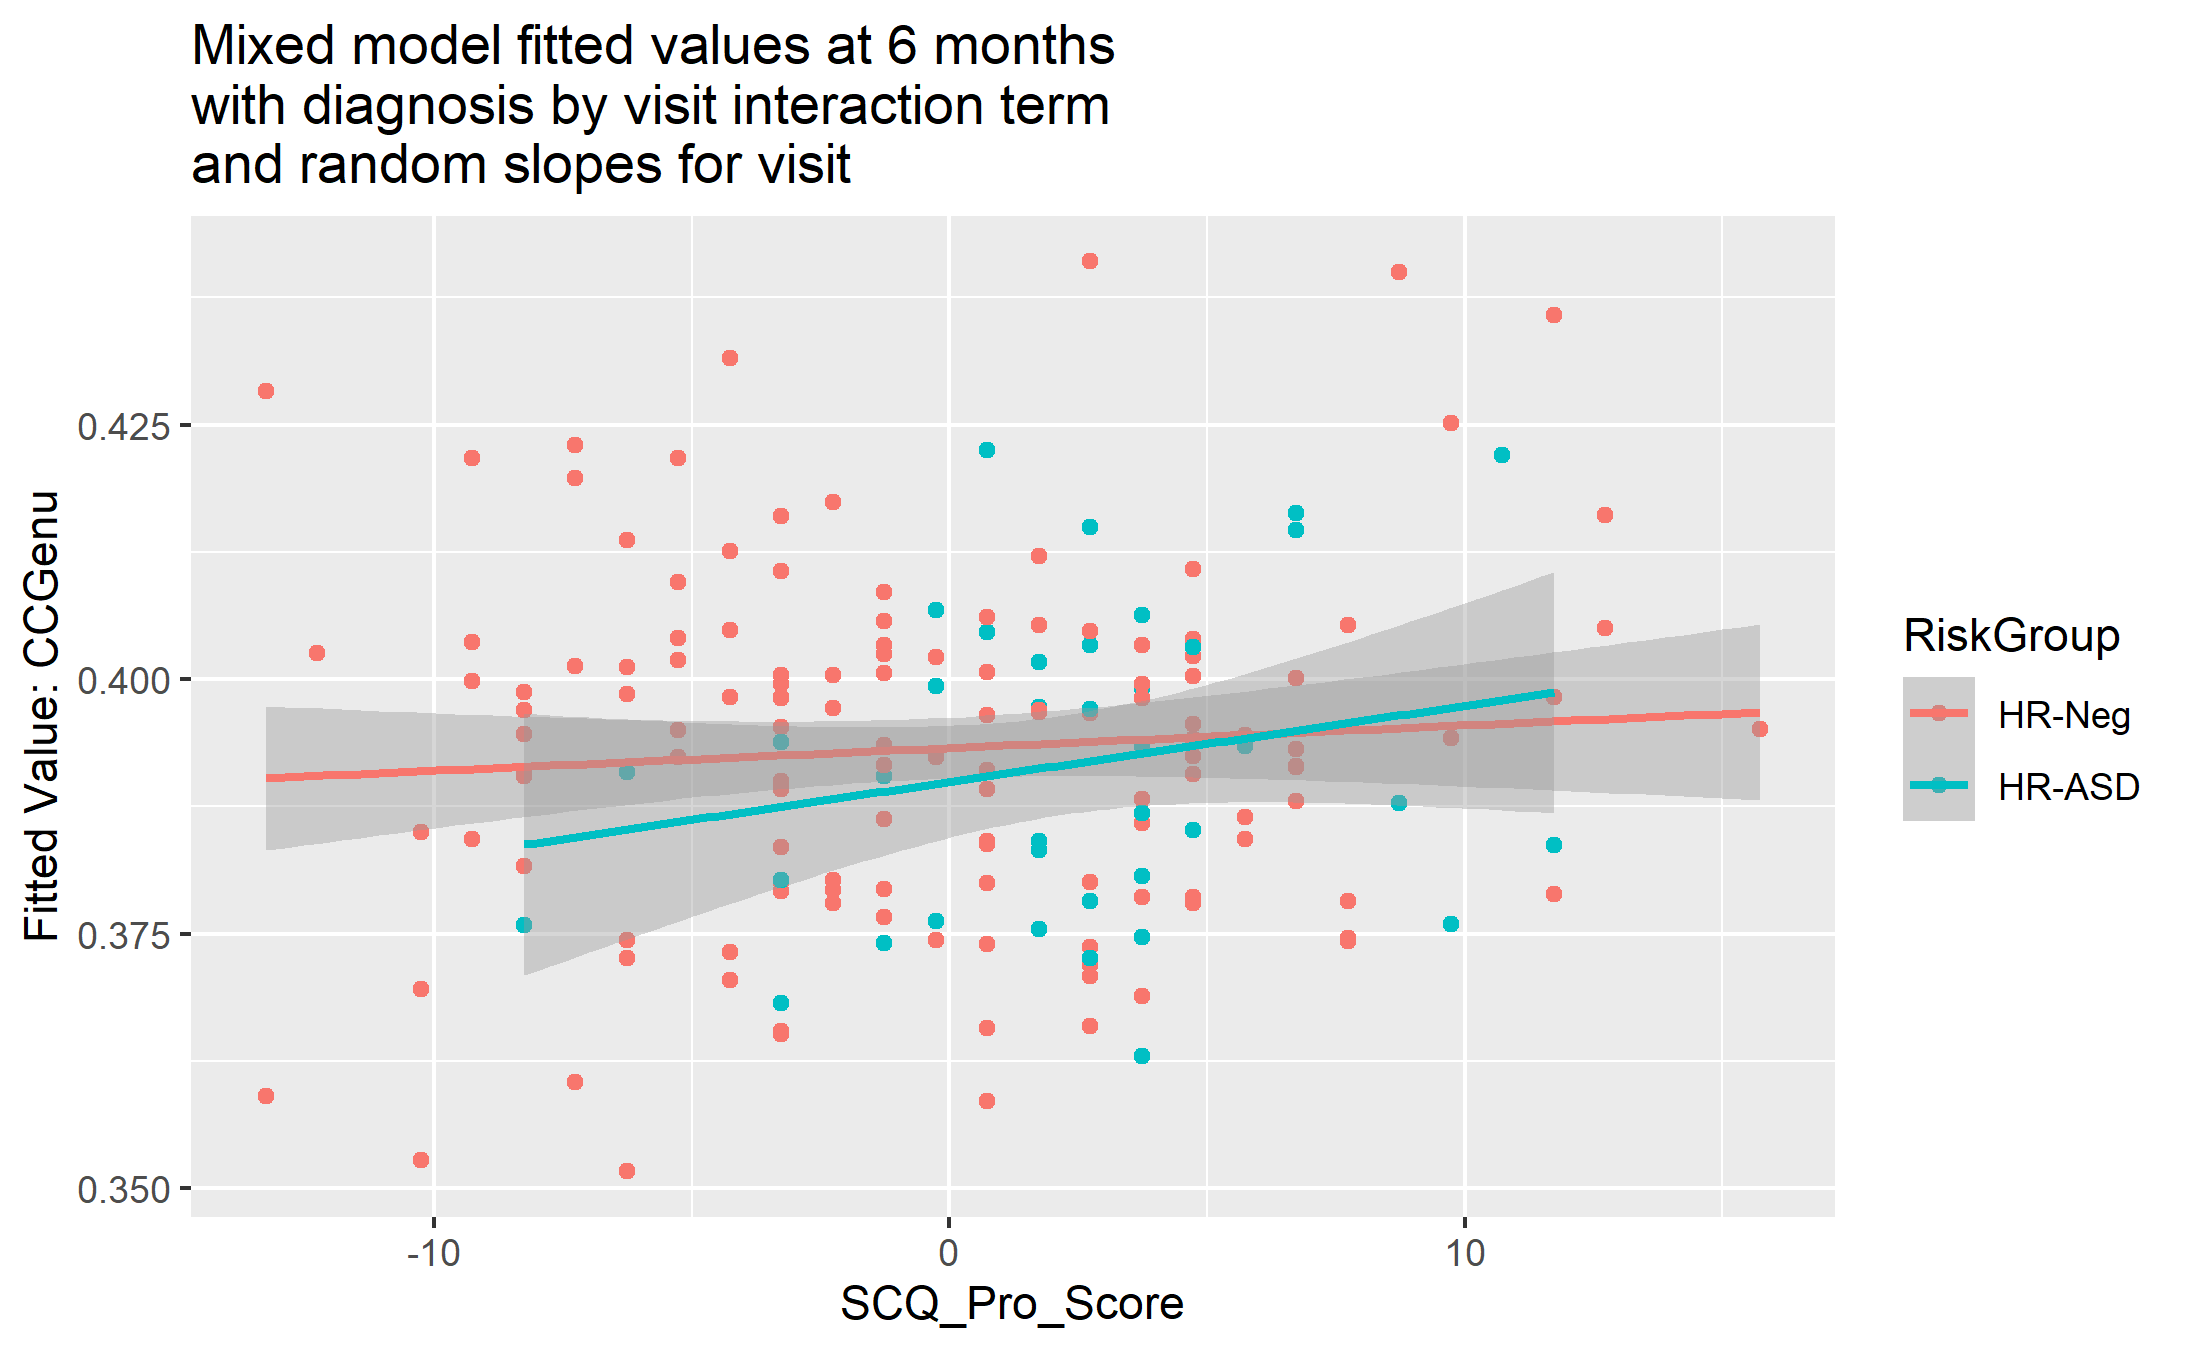 Mixed model fitted values at 6 months
with diagnosis by visit interaction term
and random slopes for visit
Fitted Value: CCGenu
0.425
0.400
0.375
0.350
-10
0
10
SCQ_Pro_Score
RiskGroup
HR-Neg
HR-ASD